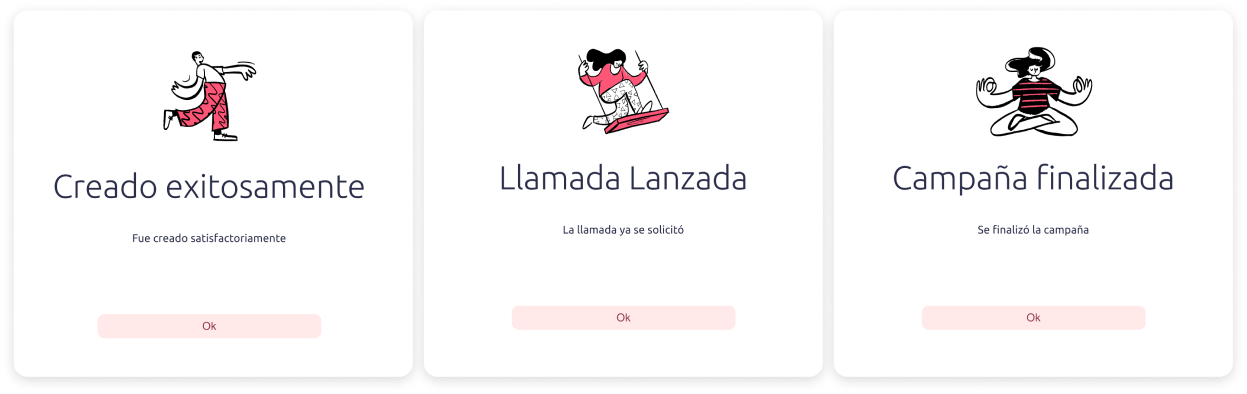 Creado exitosamente
Fue creado satisfactoriamente
Ok
Llamada Lanzada
La llamada ya se solicitó
Ok
Campaña finalizada
Se finalizó la campaña
Ok